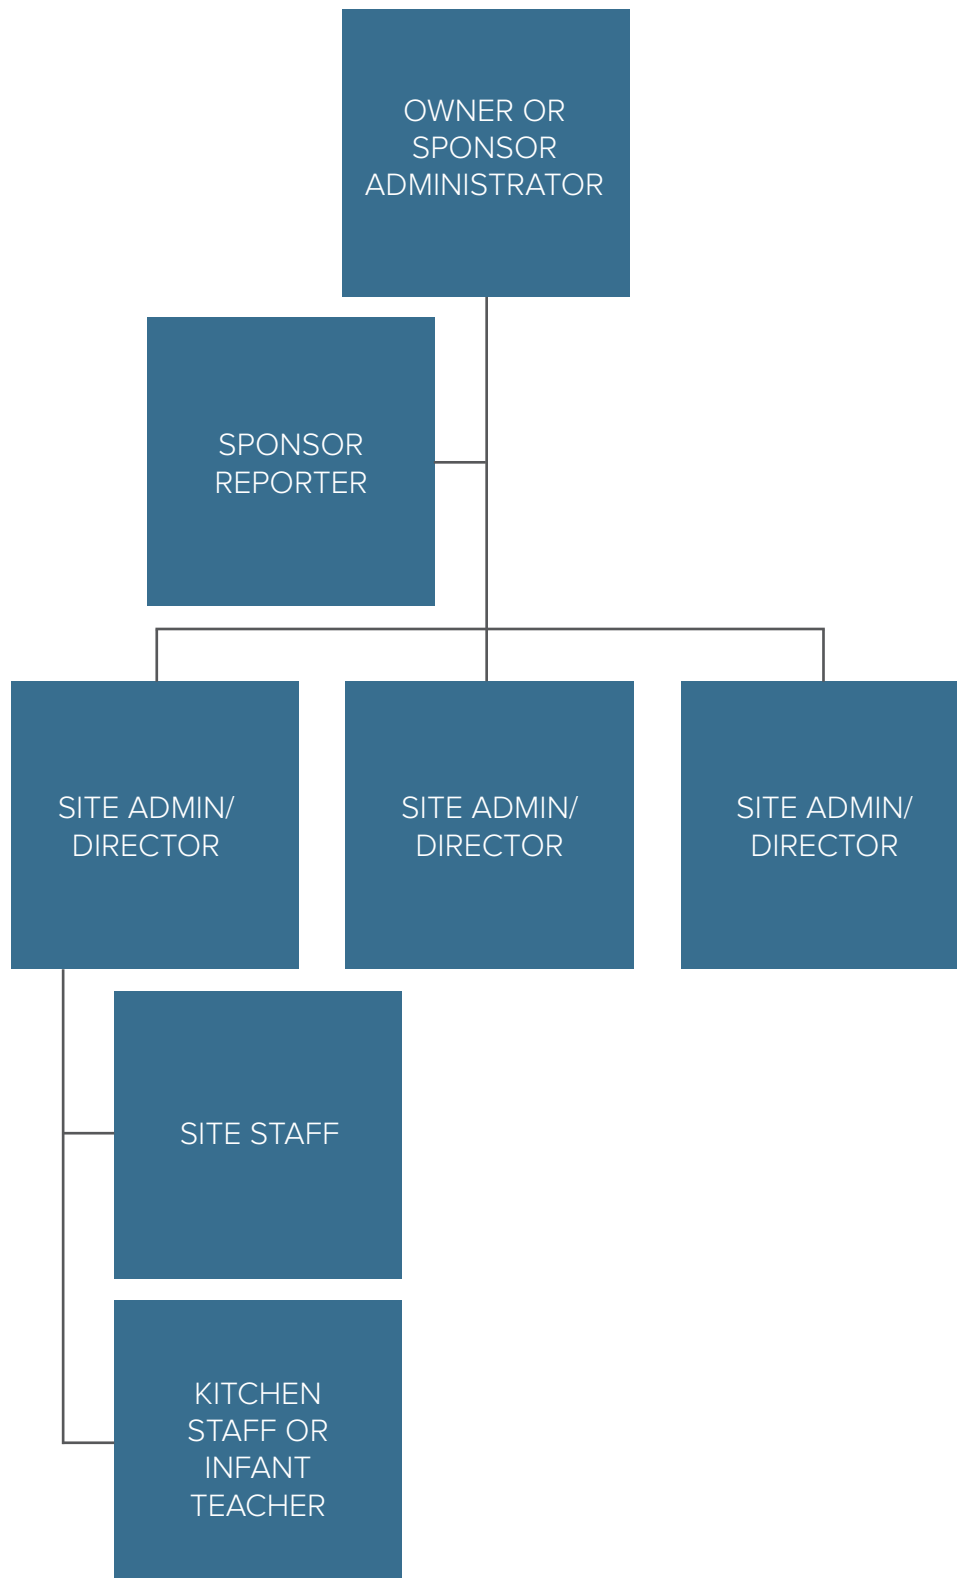 OWNER OR
SPONSOR
ADMINISTRATOR
SPONSOR
REPORTER
SITE ADMIN/
DIRECTOR
SITE ADMIN/
DIRECTOR
SITE ADMIN/
DIRECTOR
SITE STAFF
KITCHEN
STAFF OR
INFANT
TEACHER